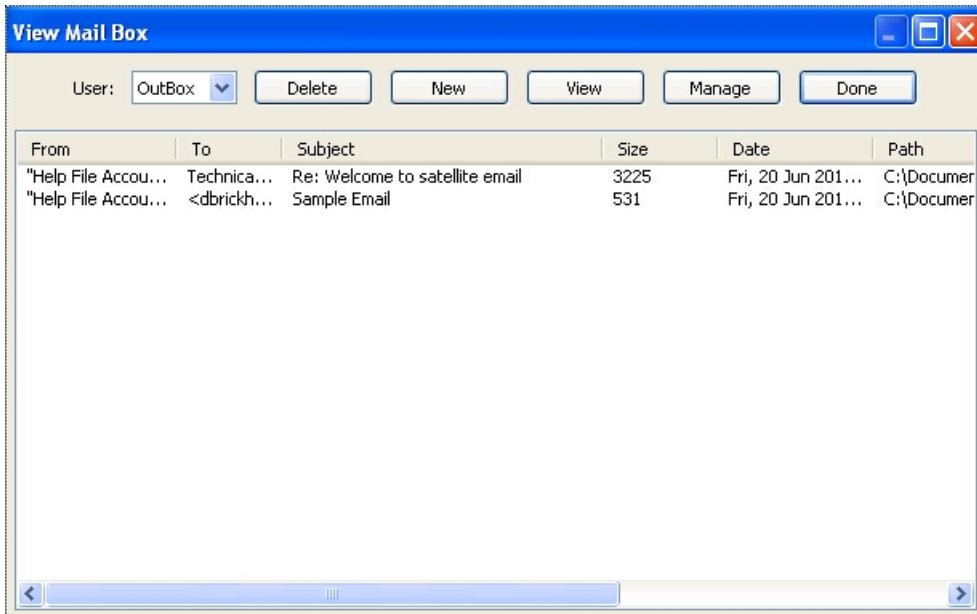 View Mail Box
User: OutBox Delete New View Manage Done
From To Subject Size Date Path
"Help File Accou... Technica... Re: Welcome to satellite email 3225 Fri, 20 Jun 201... C:\Documer
"Help File Accou... <dbrickh... Sample Email 531 Fri, 20 Jun 201... C:\Documer